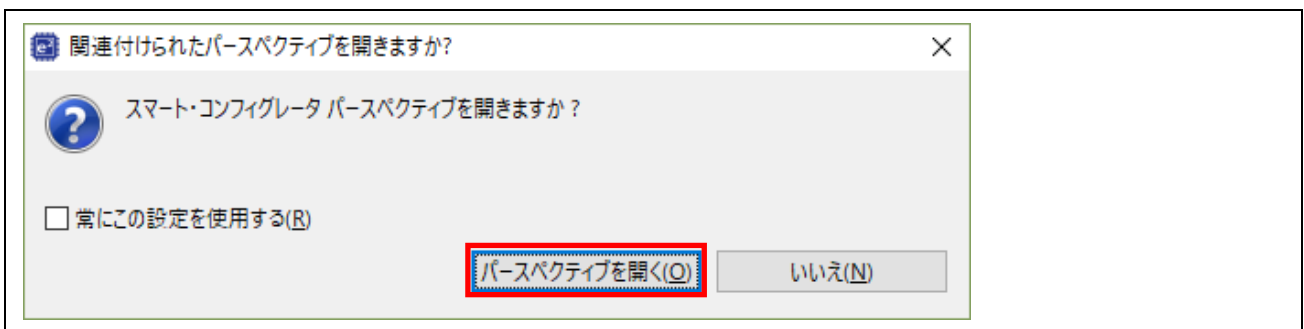 関連付けられたパースペクティブを開きますか?
スマート・コンフィグレータ パースペクティブを開きますか?
常にこの設定を使用する(R)
パースペクティブを開く(O)
いいえ(N)